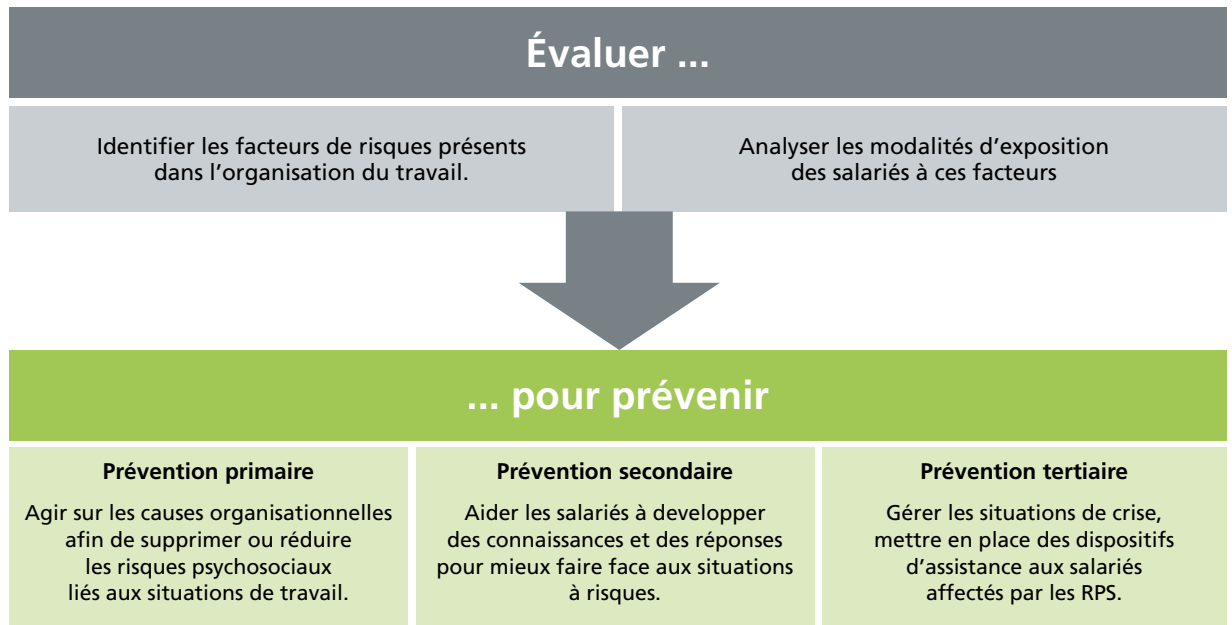 Évaluer ...
Identifier les facteurs de risques présents
dans l'organisation du travail.
Analyser les modalités d'exposition
des salariés à ces facteurs
... pour prévenir
Prévention primaire
Agir sur les causes organisationnelles
afin de supprimer ou réduire
les risques psychosociaux
liés aux situations de travail.
Prévention secondaire
Aider les salariés à developper
des connaissances et des réponses
pour mieux faire face aux situations
à risques.
Prévention tertiaire
Gérer les situations de crise,
mettre en place des dispositifs
d'assistance aux salariés
affectés par les RPS.